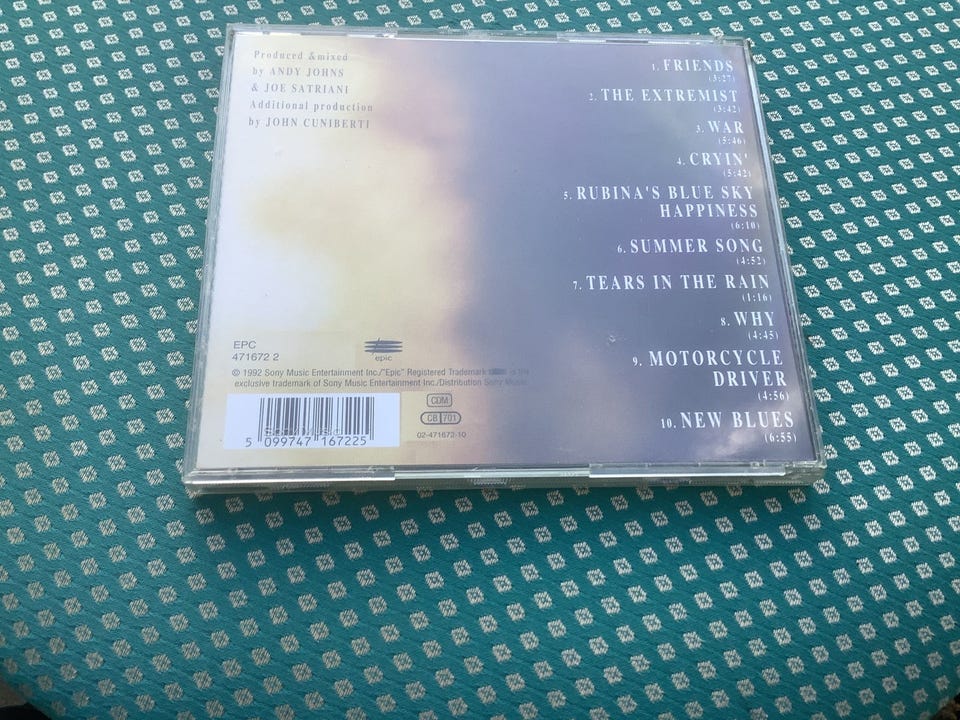 Produced &mixed
by ANDY JOHNS
& JOE SATRIANI
Additional production
by JOHN CUNIBERTI
1. FRIENDS
(3:27)
2. THE EXTREMIST
(3:42)
3. WAR
(5:46)
4. CRYIN'
(5:42)
5. RUBINA'S BLUE SKY
HAPPINESS
(6:10)
6. SUMMER SONG
(4:52)
7. TEARS IN THE RAIN
(1:16)
8. WHY
(4:45)
9. MOTORCYCLE
DRIVER
(4:56)
10. NEW BLUES
(6:55)
EPC
471672 2
epic
© 1992 Sony Music Entertainment Inc./"Epic" Registered Trademark is the
exclusive trademark of Sony Music Entertainment Inc./Distribution Sony Music
5 099747 167225
CDM
CB 701
02-471672-10